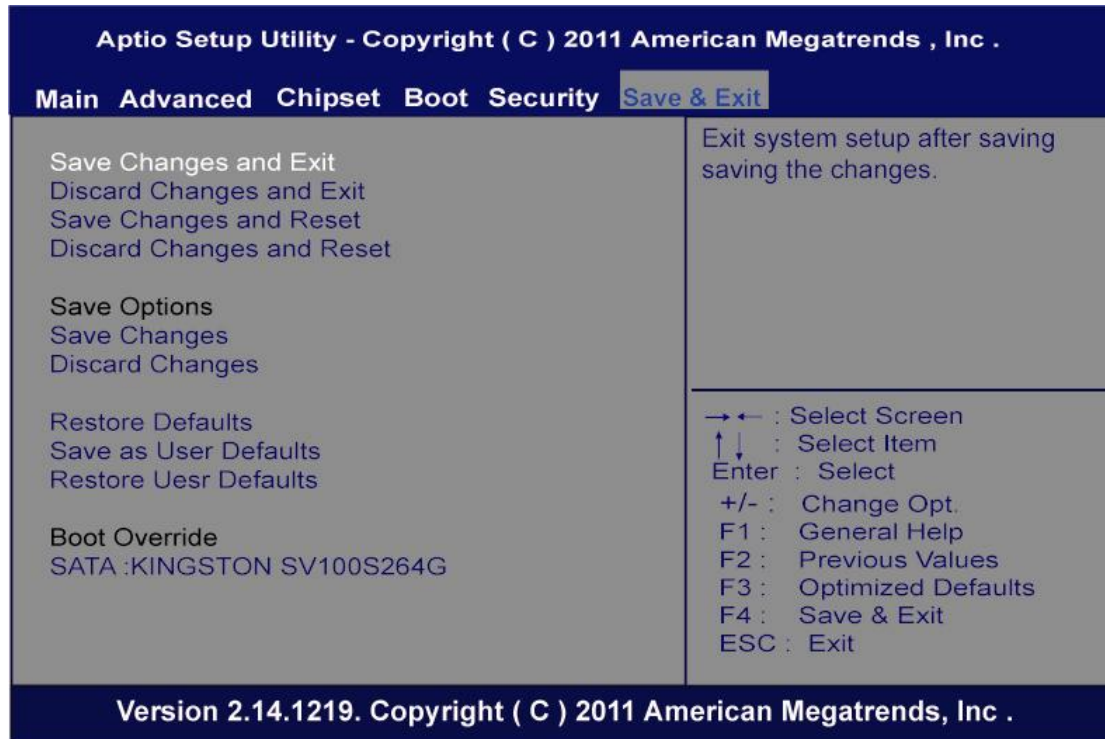 Aptio Setup Utility - Copyright ( C ) 2011 American Megatrends , Inc .
Main Advanced Chipset Boot Security Save & Exit
Save Changes and Exit
Discard Changes and Exit
Save Changes and Reset
Discard Changes and Reset
Save Options
Save Changes
Discard Changes
Restore Defaults
Save as User Defaults
Restore Uesr Defaults
Boot Override
SATA :KINGSTON SV100S264G
Exit system setup after saving
saving the changes.
→ ← : Select Screen
↑ ↓ : Select Item
Enter : Select
+/- : Change Opt.
F1 : General Help
F2 : Previous Values
F3 : Optimized Defaults
F4 : Save & Exit
ESC : Exit
Version 2.14.1219. Copyright ( C ) 2011 American Megatrends, Inc .